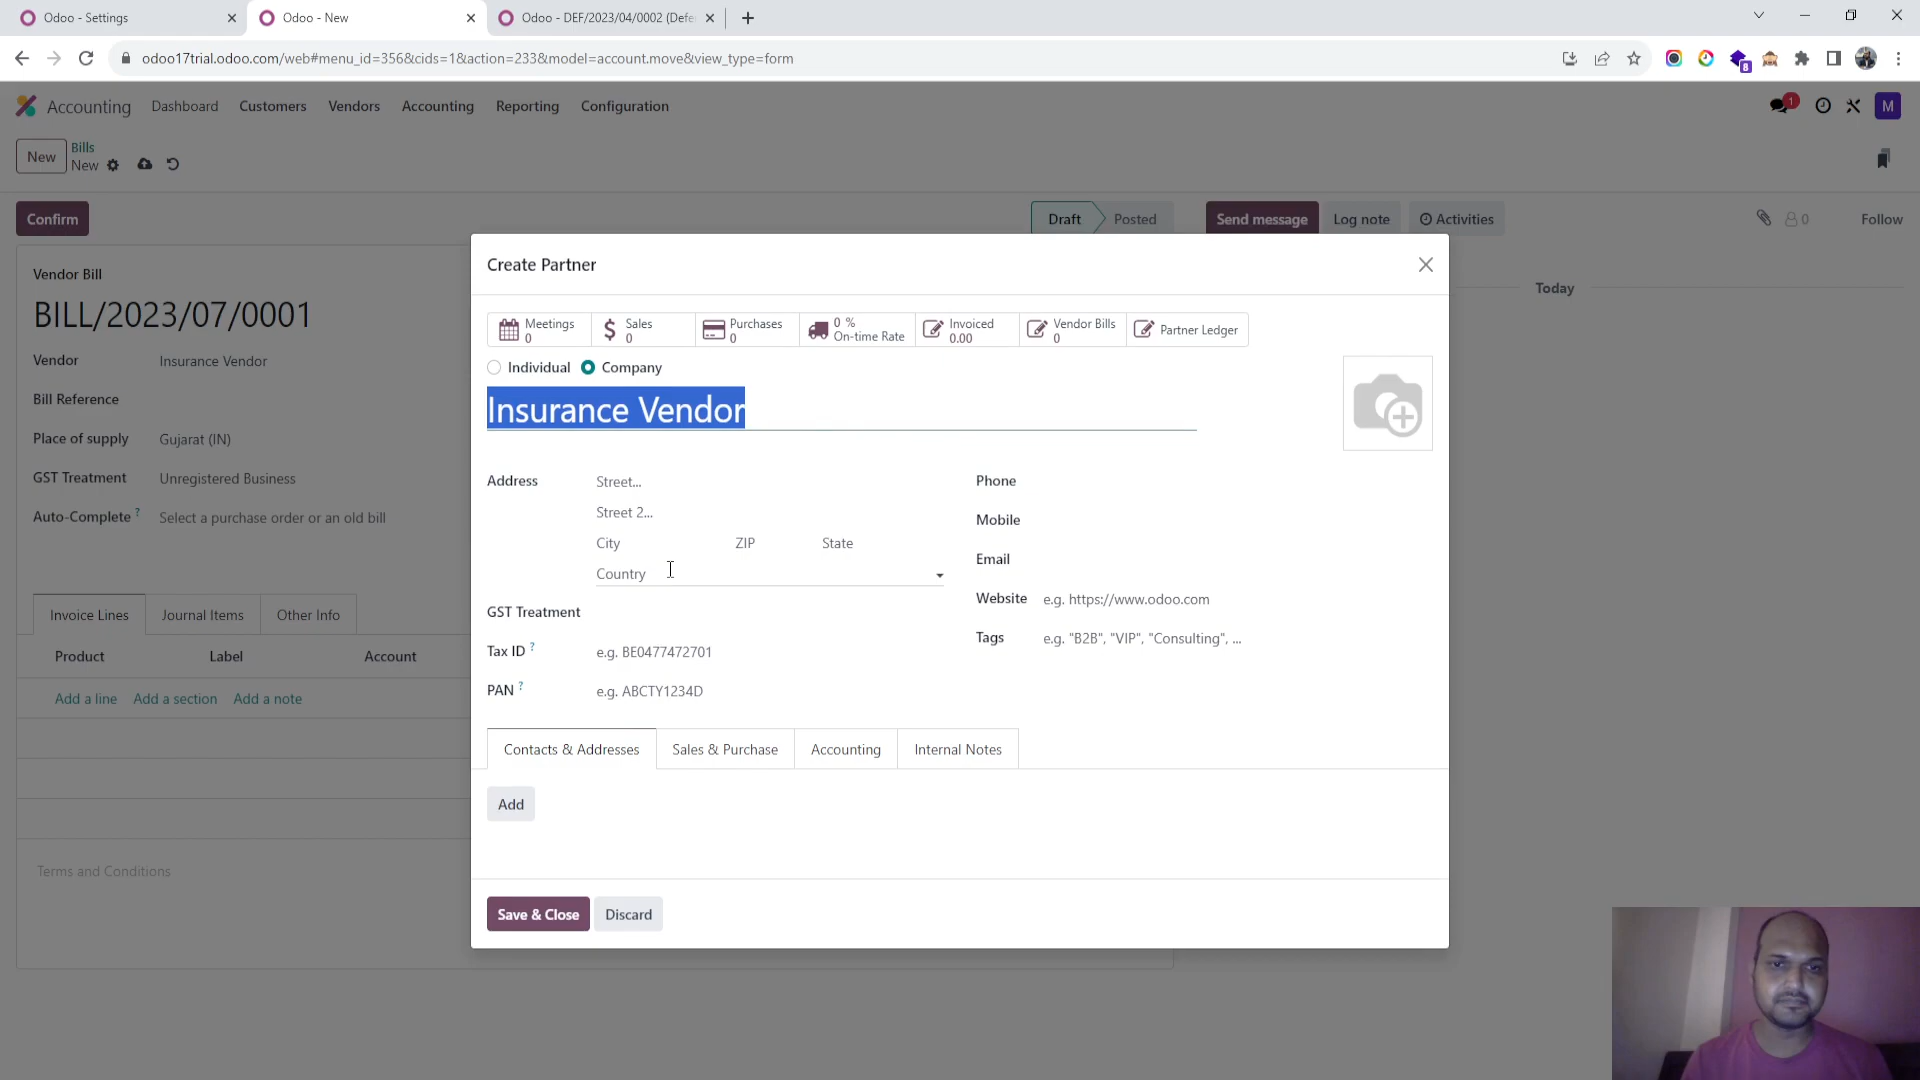 Odoo - Settings
Odoo - New
Odoo - DEF/2023/04/0002 (Defe
odoo17trial.odoo.com/web#menu_id=356&cids=1&action=233&model=account.move&view_type=form
8
Accounting Dashboard Customers Vendors Accounting Reporting Configuration
1
M
New
Bills
New
Confirm
Draft
Posted
Send message
Log note
Activities
0
Follow
Today
Vendor Bill
BILL/2023/07/0001
Vendor Insurance Vendor
Bill Reference
Place of supply Gujarat (IN)
GST Treatment Unregistered Business
Auto-Complete ? Select a purchase order or an old bill
Invoice Lines
Journal Items
Other Info
Product Label Account
Add a line Add a section Add a note
Terms and Conditions
Create Partner
Meetings
0
Sales
0
Purchases
0
0 %
On-time Rate
Invoiced
0.00
Vendor Bills
0
Partner Ledger
Individual Company
Insurance Vendor
Address
Street...
Street 2...
City ZIP State
Country
GST Treatment
Tax ID ? e.g. BE0477472701
PAN ? e.g. ABCTY1234D
Phone
Mobile
Email
Website e.g. https://www.odoo.com
Tags e.g. "B2B", "VIP", "Consulting", ...
Contacts & Addresses
Sales & Purchase
Accounting
Internal Notes
Add
Save & Close
Discard